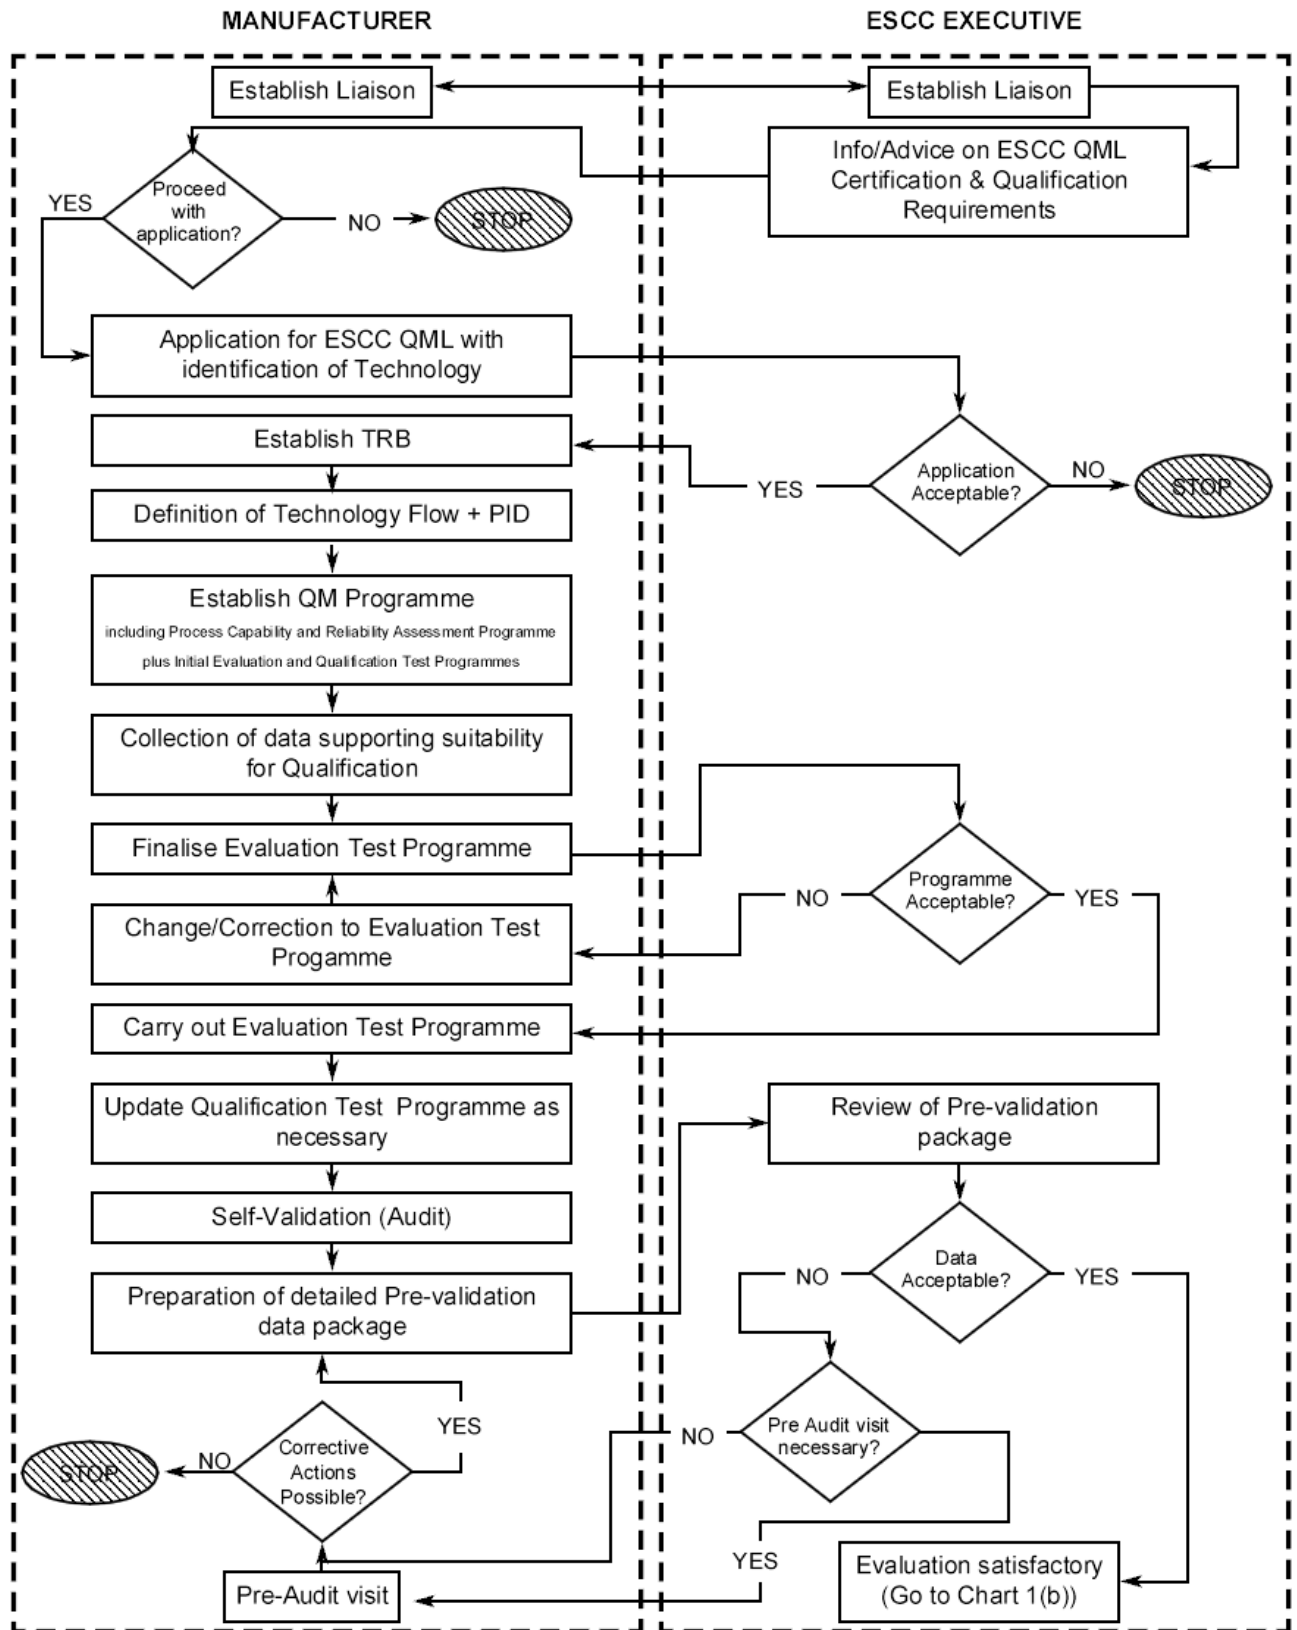 MANUFACTURER
ESCC EXECUTIVE
Establish Liaison
Establish Liaison
Info/Advice on ESCC QML
Certification & Qualification
Requirements
Proceed
with
application?
YES
NO
STOP
Application for ESCC QML with
identification of Technology
Establish TRB
Application
Acceptable?
YES
NO
STOP
Definition of Technology Flow + PID
Establish QM Programme
including Process Capability and Reliability Assessment Programme
plus Initial Evaluation and Qualification Test Programmes
Collection of data supporting suitability
for Qualification
Finalise Evaluation Test Programme
Programme
Acceptable?
NO
YES
Change/Correction to Evaluation Test
Progamme
Carry out Evaluation Test Programme
Update Qualification Test Programme as
necessary
Review of Pre-validation
package
Self-Validation (Audit)
Data
Acceptable?
NO
YES
Preparation of detailed Pre-validation
data package
Pre Audit visit
necessary?
NO
YES
Corrective
Actions
Possible?
YES
NO
STOP
Pre-Audit visit
Evaluation satisfactory
(Go to Chart 1(b))